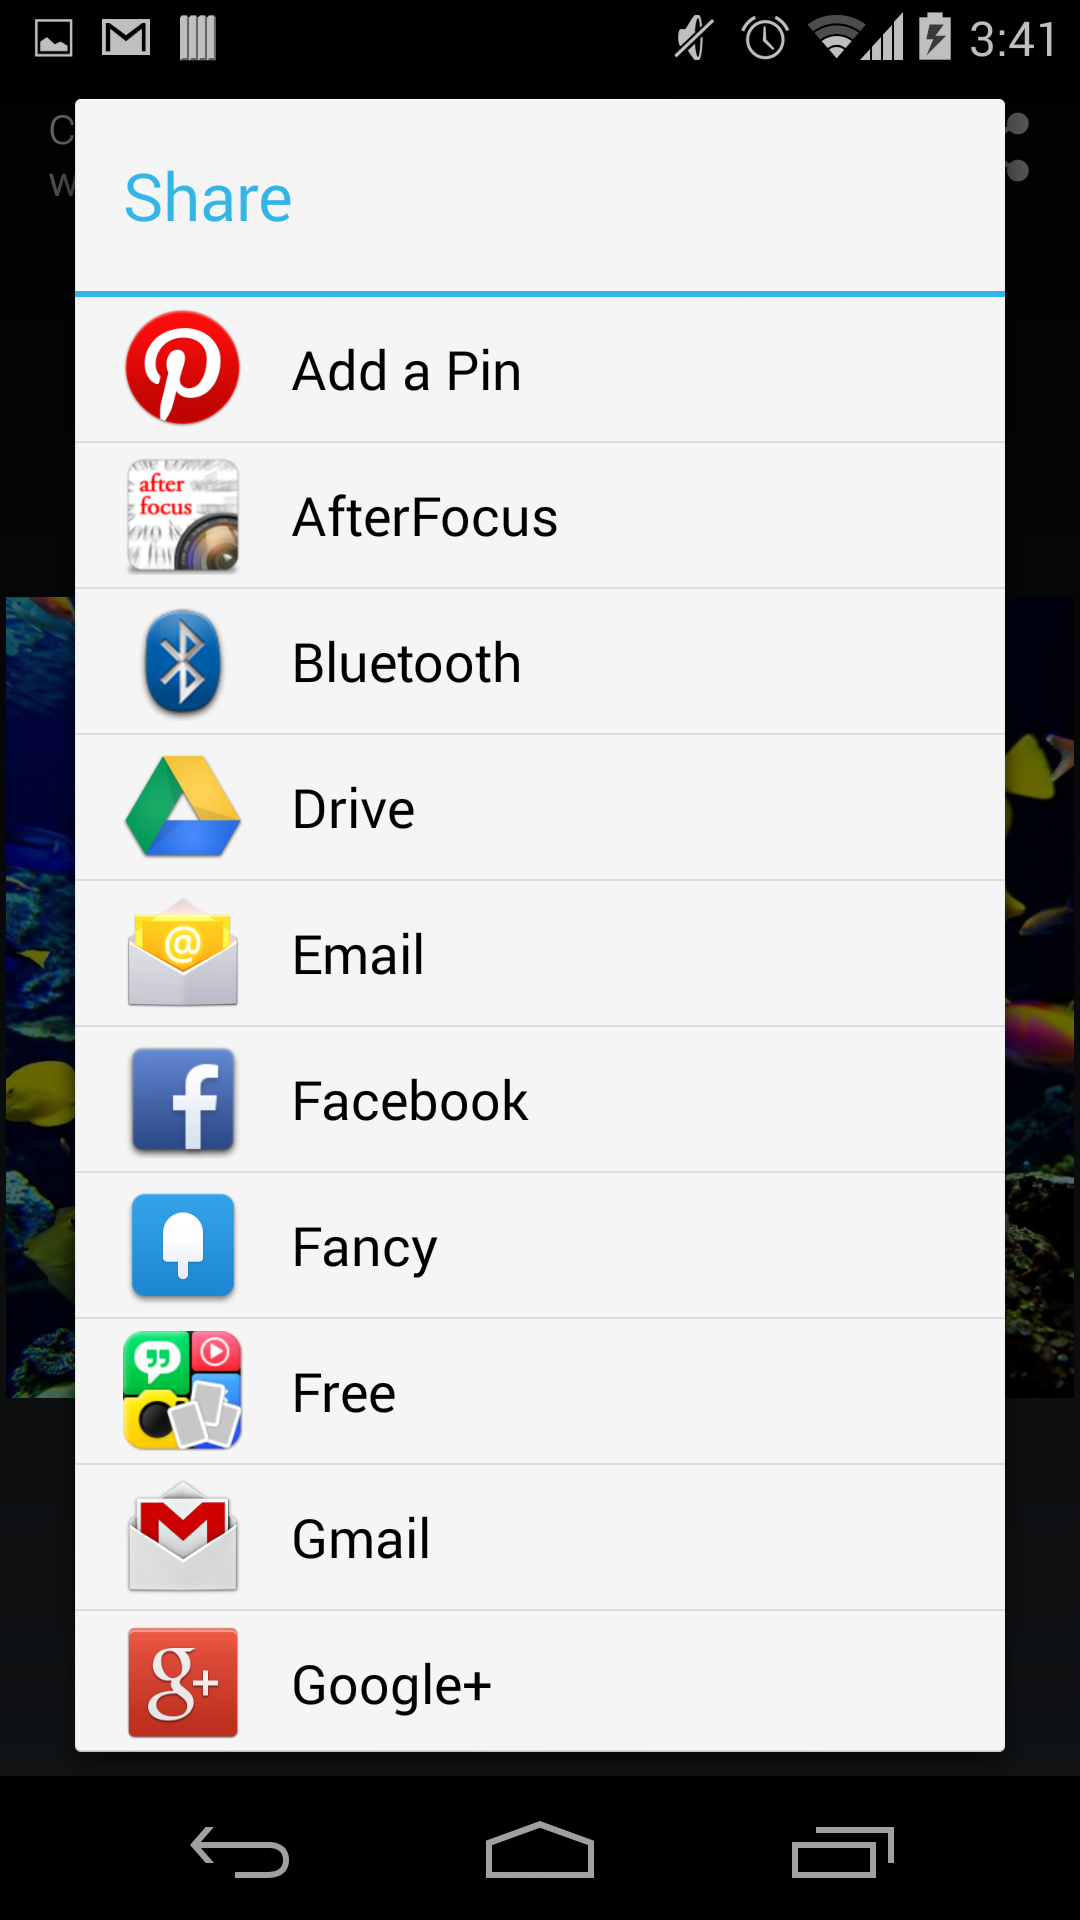 3:41
C
w
Share
Add a Pin
after
focus
AfterFocus
Bluetooth
Drive
@
Email
f
Facebook
Fancy
Free
Gmail
g+
Google+